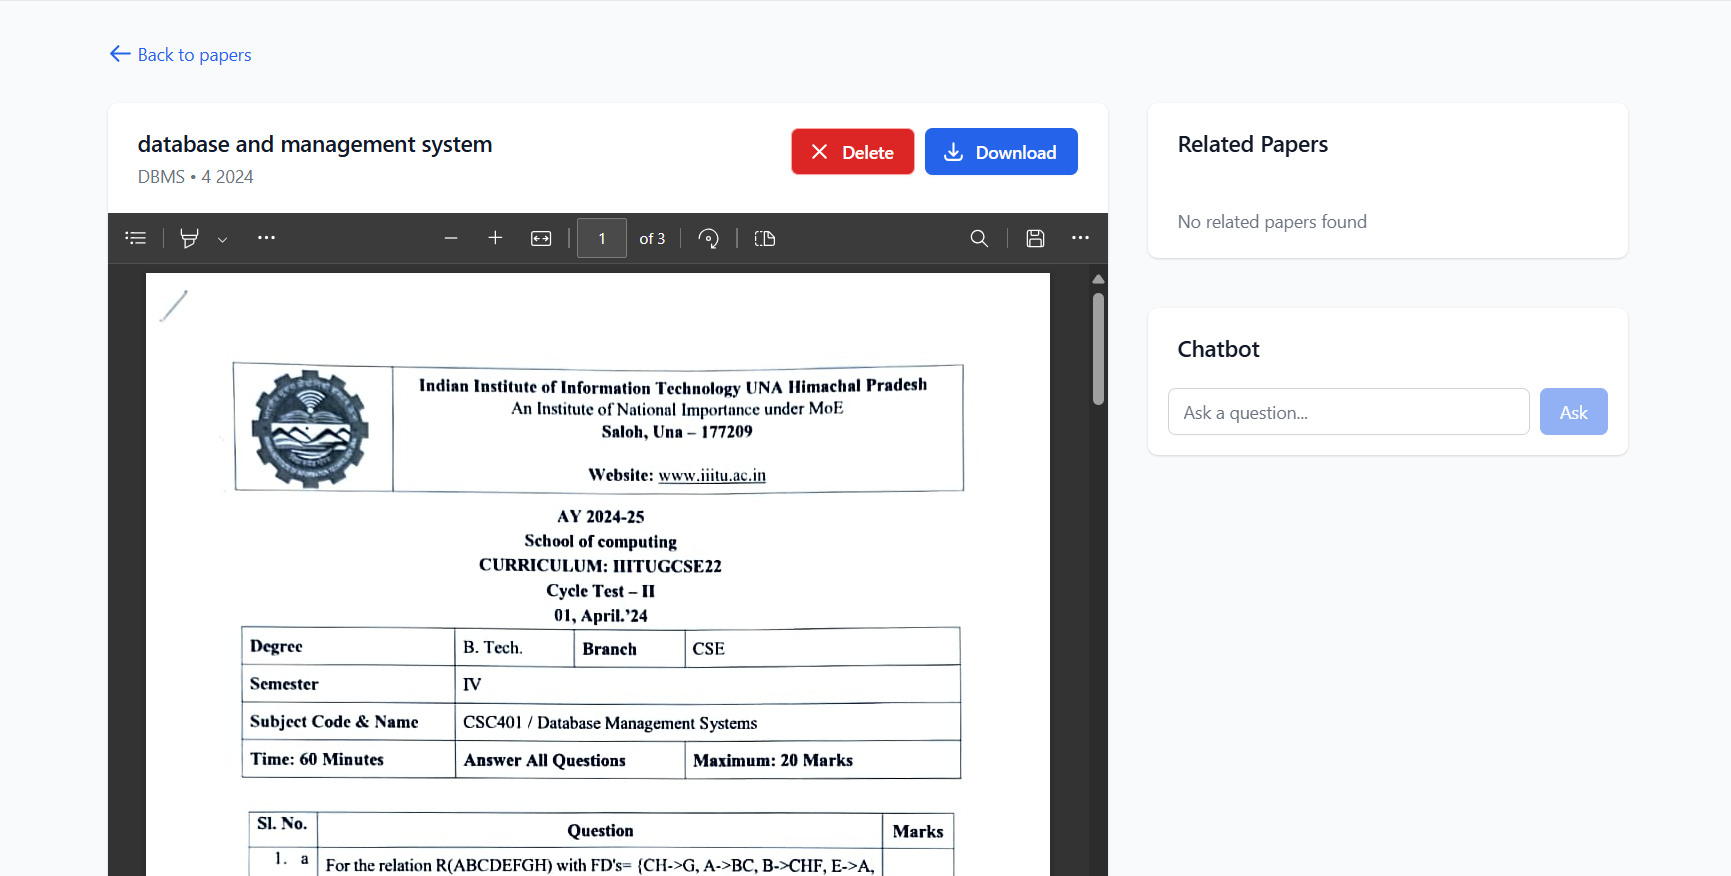 Back to papers
database and management system
DBMS • 4 2024
Delete
Download
1 of 3
Indian Institute of Information Technology UNA Himachal Pradesh
An Institute of National Importance under MoE
Saloh, Una – 177209
Website: www.iiitu.ac.in
AY 2024-25
School of computing
CURRICULUM: IIITUGCSE22
Cycle Test – II
01, April.'24
Degree B. Tech. Branch CSE
Semester IV
Subject Code & Name CSC401 / Database Management Systems
Time: 60 Minutes Answer All Questions Maximum: 20 Marks
Sl. No. Question Marks
1. a For the relation R(ABCDEFGH) with FD's= {CH->G, A->BC, B->CHF, E->A,
Related Papers
No related papers found
Chatbot
Ask a question...
Ask